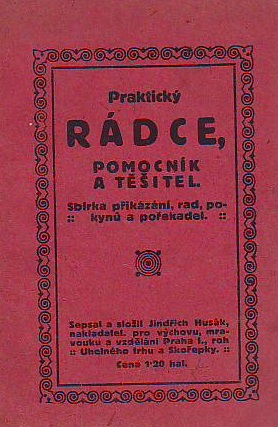 Praktický
RÁDCE,
POMOCNÍK
A TĚŠITEL.
Sbírka přikázání, rad, po-
:: kynů a pořekadel. ::
Sepsal a složil Jindřich Husák,
nakladatel. pro výchovu, mra-
vouku a vzdělání Praha I., roh
:: Uhelného trhu a Skořepky. ::
Cena 1·20 hal.